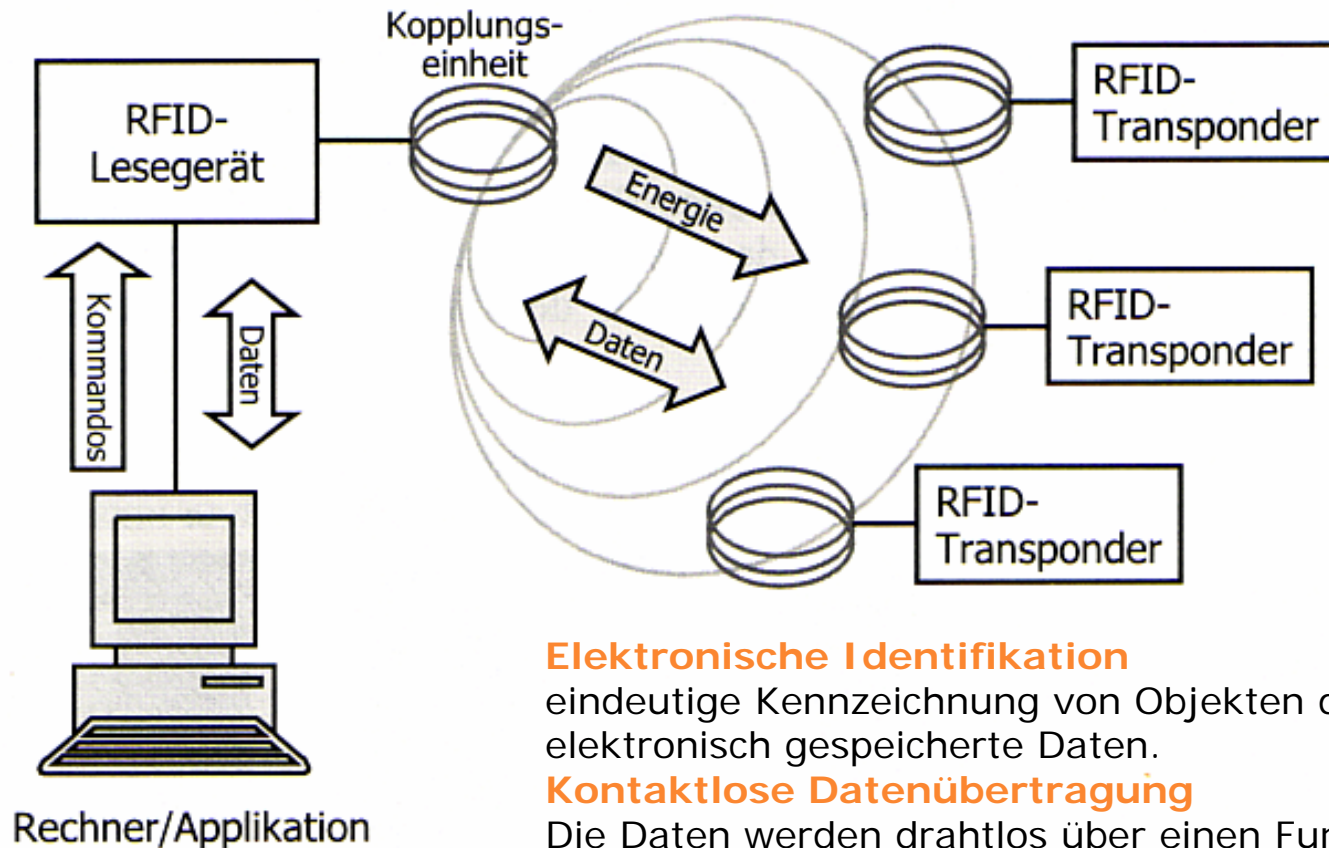 Kopplungs-
einheit
RFID-
Lesegerät
RFID-
Transponder
Energie
Daten
Kommandos
Daten
RFID-
Transponder
RFID-
Transponder
Rechner/Applikation
Elektronische Identifikation
eindeutige Kennzeichnung von Objekten
elektronisch gespeicherte Daten.
Kontaktlose Datenübertragung
Die Daten werden drahtlos über einen